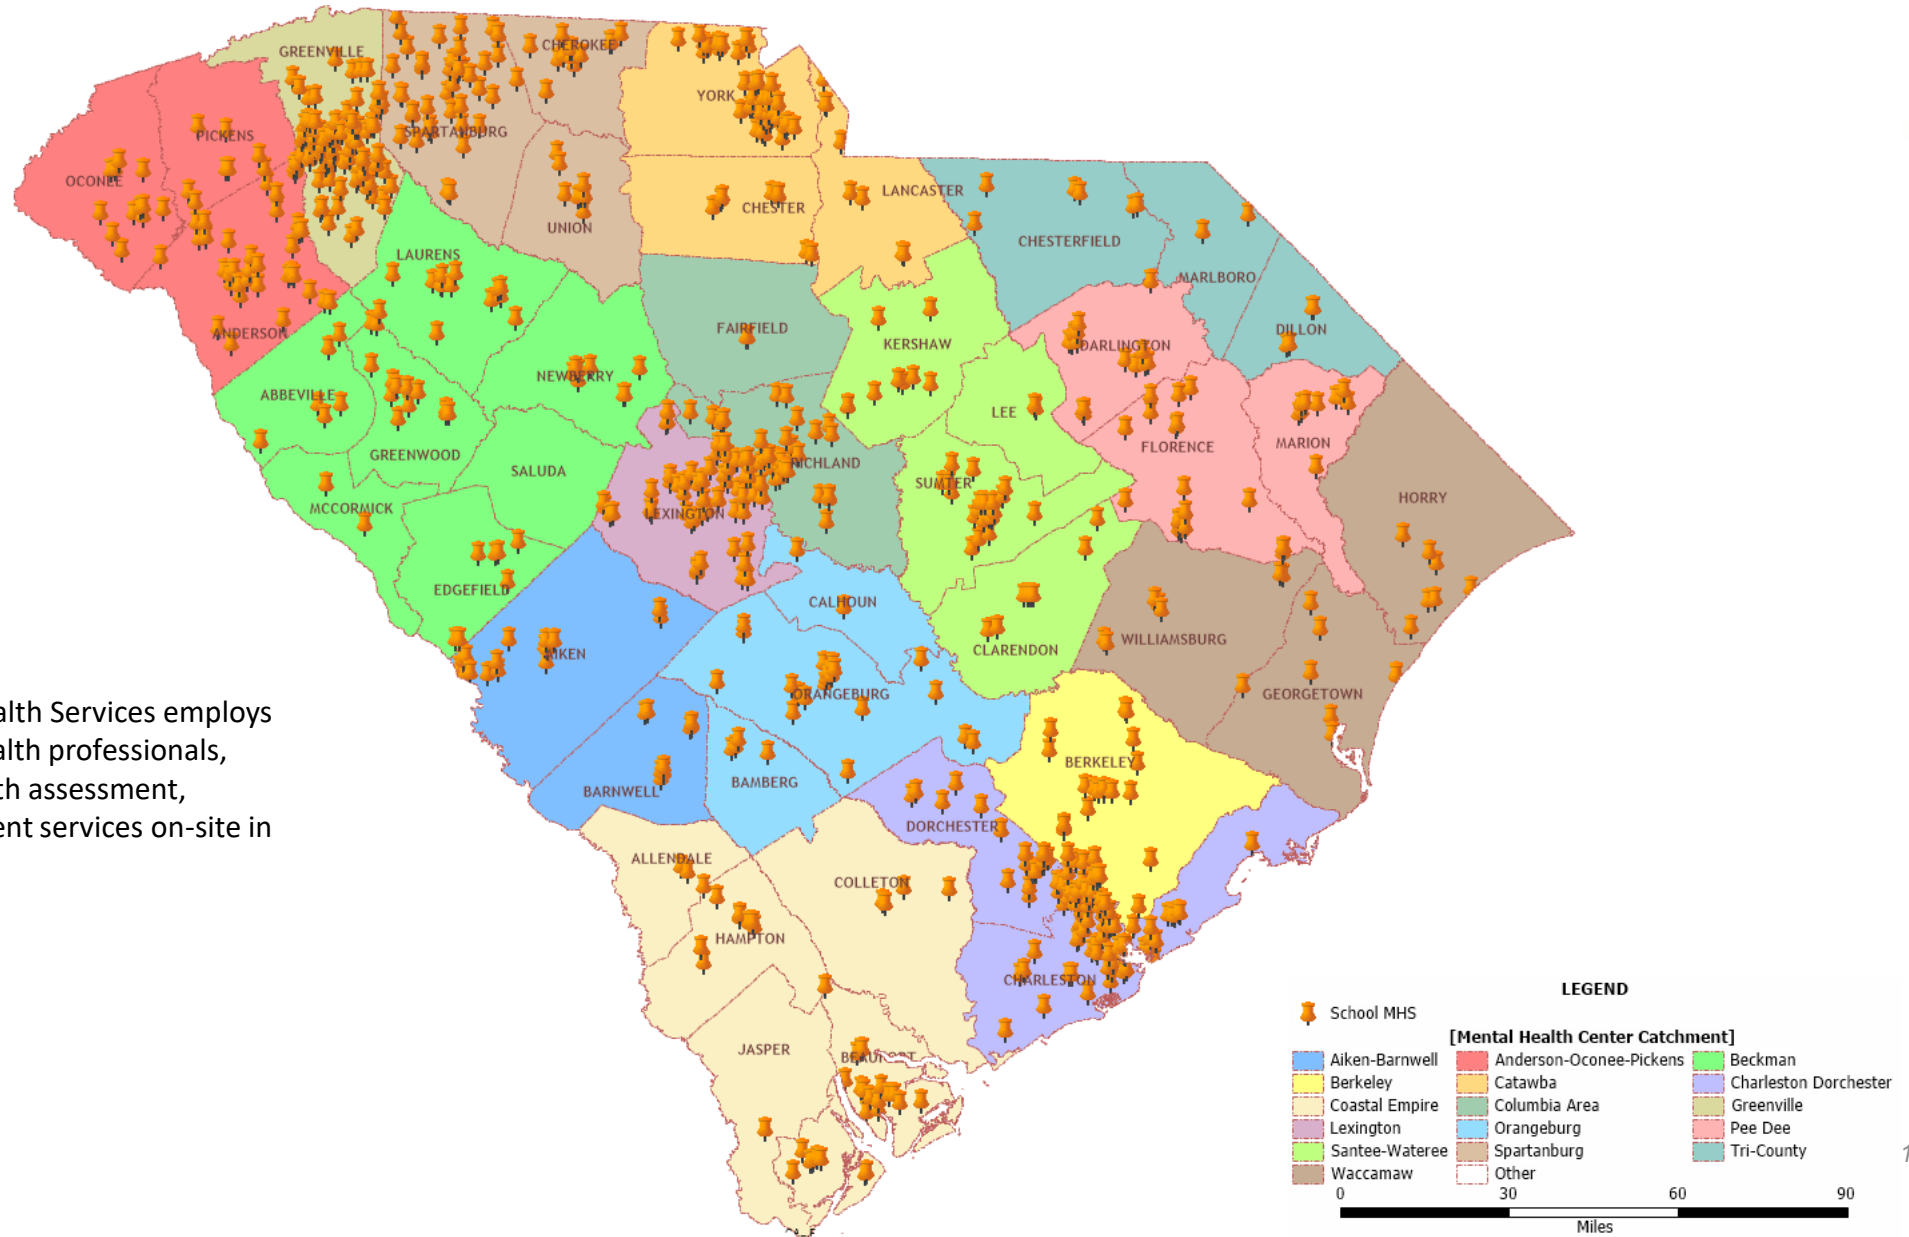 GREENVILLE
CHEROKEE
YORK
PICKENS
SPARTANBURG
OCONEE
LANCASTER
CHESTER
UNION
CHESTERFIELD
LAURENS
MARLBORO
FAIRFIELD
DILLON
ANDERSON
KERSHAW
DARLINGTON
NEWBERRY
ABBEVILLE
LEE
MARION
FLORENCE
GREENWOOD
RICHLAND
SALUDA
SUMTER
HORRY
MCCORMICK
LEXINGTON
EDGEFIELD
CALHOUN
WILLIAMSBURG
CLARENDON
AIKEN
ORANGEBURG
GEORGETOWN
alth Services employs
alth professionals,
th assessment,
ent services on-site in
BERKELEY
BAMBERG
BARNWELL
DORCHESTER
ALLENDALE
COLLETON
HAMPTON
CHARLESTON
JASPER
BEAUFORT
LEGEND
School MHS
[Mental Health Center Catchment]
Aiken-Barnwell Anderson-Oconee-Pickens Beckman
Berkeley Catawba Charleston Dorchester
Coastal Empire Columbia Area Greenville
Lexington Orangeburg Pee Dee
Santee-Wateree Spartanburg Tri-County
Waccamaw Other
0 30 60 90
Miles
1